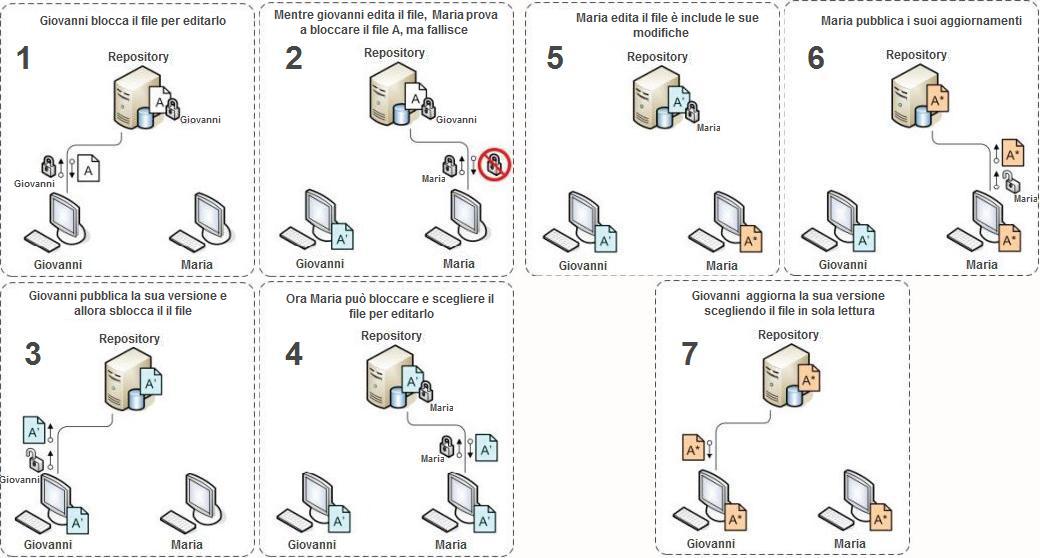 Giovanni blocca il file per editarlo
1
Repository
A
Giovanni
A
Giovanni
Giovanni
Maria
Mentre giovanni edita il file, Maria prova
a bloccare il file A, ma fallisce
2
Repository
A
Giovanni
Maria
A'
Giovanni
Maria
Giovanni pubblica la sua versione e
allora sblocca il il file
3
Repository
A'
A'
Giovanni
A'
Giovanni
Maria
Ora Maria può bloccare e scegliere il
file per editarlo
4
Repository
A'
Maria
A'
Maria
A'
A'
Giovanni
Maria
Maria edita il file è include le sue
modifiche
5
Repository
A'
Maria
A'
A*
Giovanni
Maria
Maria pubblica i suoi aggiornamenti
6
Repository
A*
A*
Maria
A'
A*
Giovanni
Maria
Giovanni aggiorna la sua versione
scegliendo il file in sola lettura
7
Repository
A*
A*
A*
A*
Giovanni
Maria